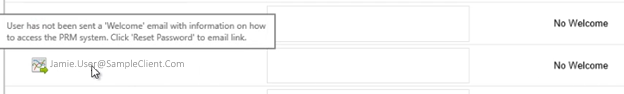 User has not been sent a 'Welcome' email with information on how
to access the PRM system. Click 'Reset Password' to email link.
No Welcome
Jamie.User@SampleClient.Com
No Welcome